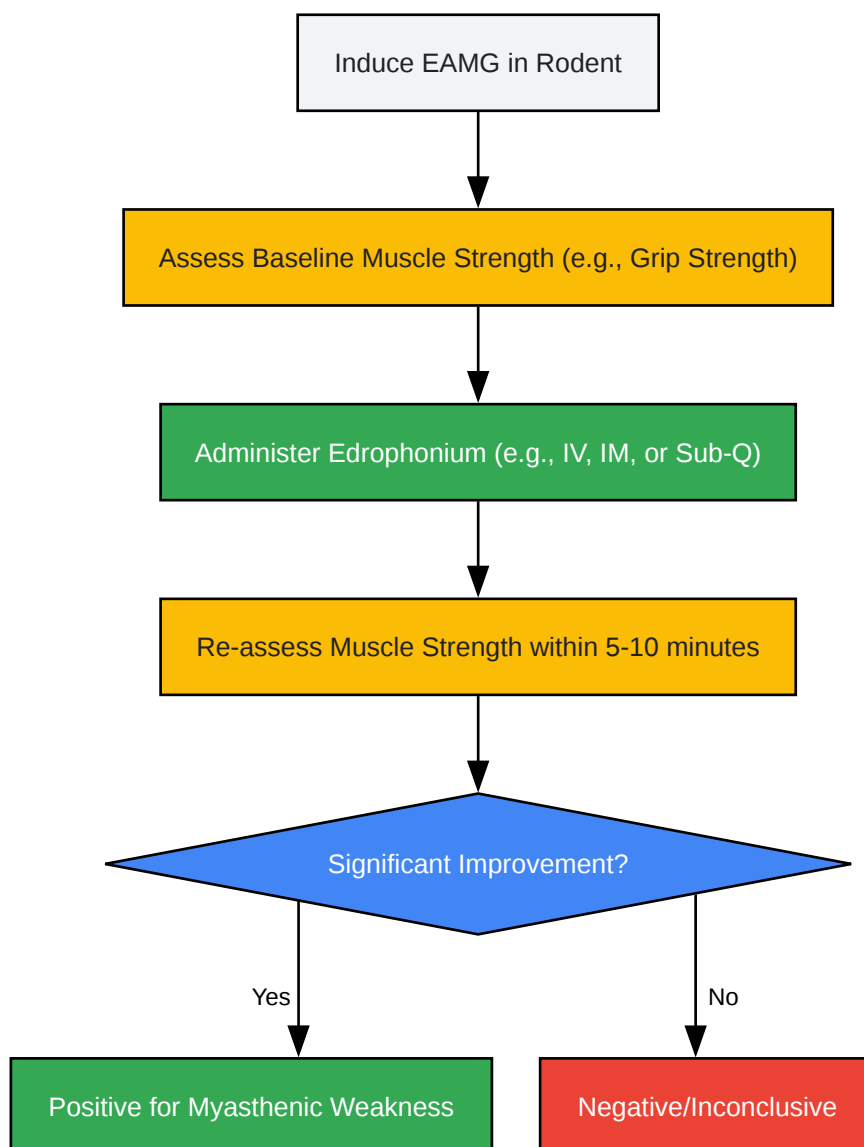 Induce EAMG in Rodent
Assess Baseline Muscle Strength (e.g., Grip Strength)
Administer Edrophonium (e.g., IV, IM, or Sub-Q)
Re-assess Muscle Strength within 5-10 minutes
Significant Improvement?
Yes
No
Positive for Myasthenic Weakness
Negative/Inconclusive